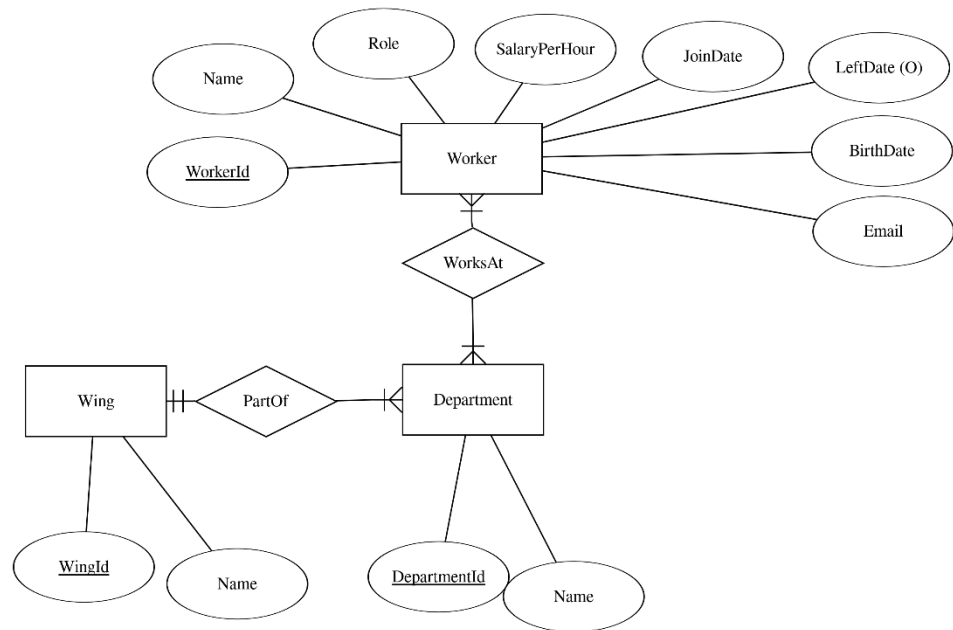 Role
SalaryPerHour
JoinDate
LeftDate (O)
Name
Worker
BirthDate
WorkerId
Email
WorksAt
Wing
PartOf
Department
WingId
Name
DepartmentId
Name